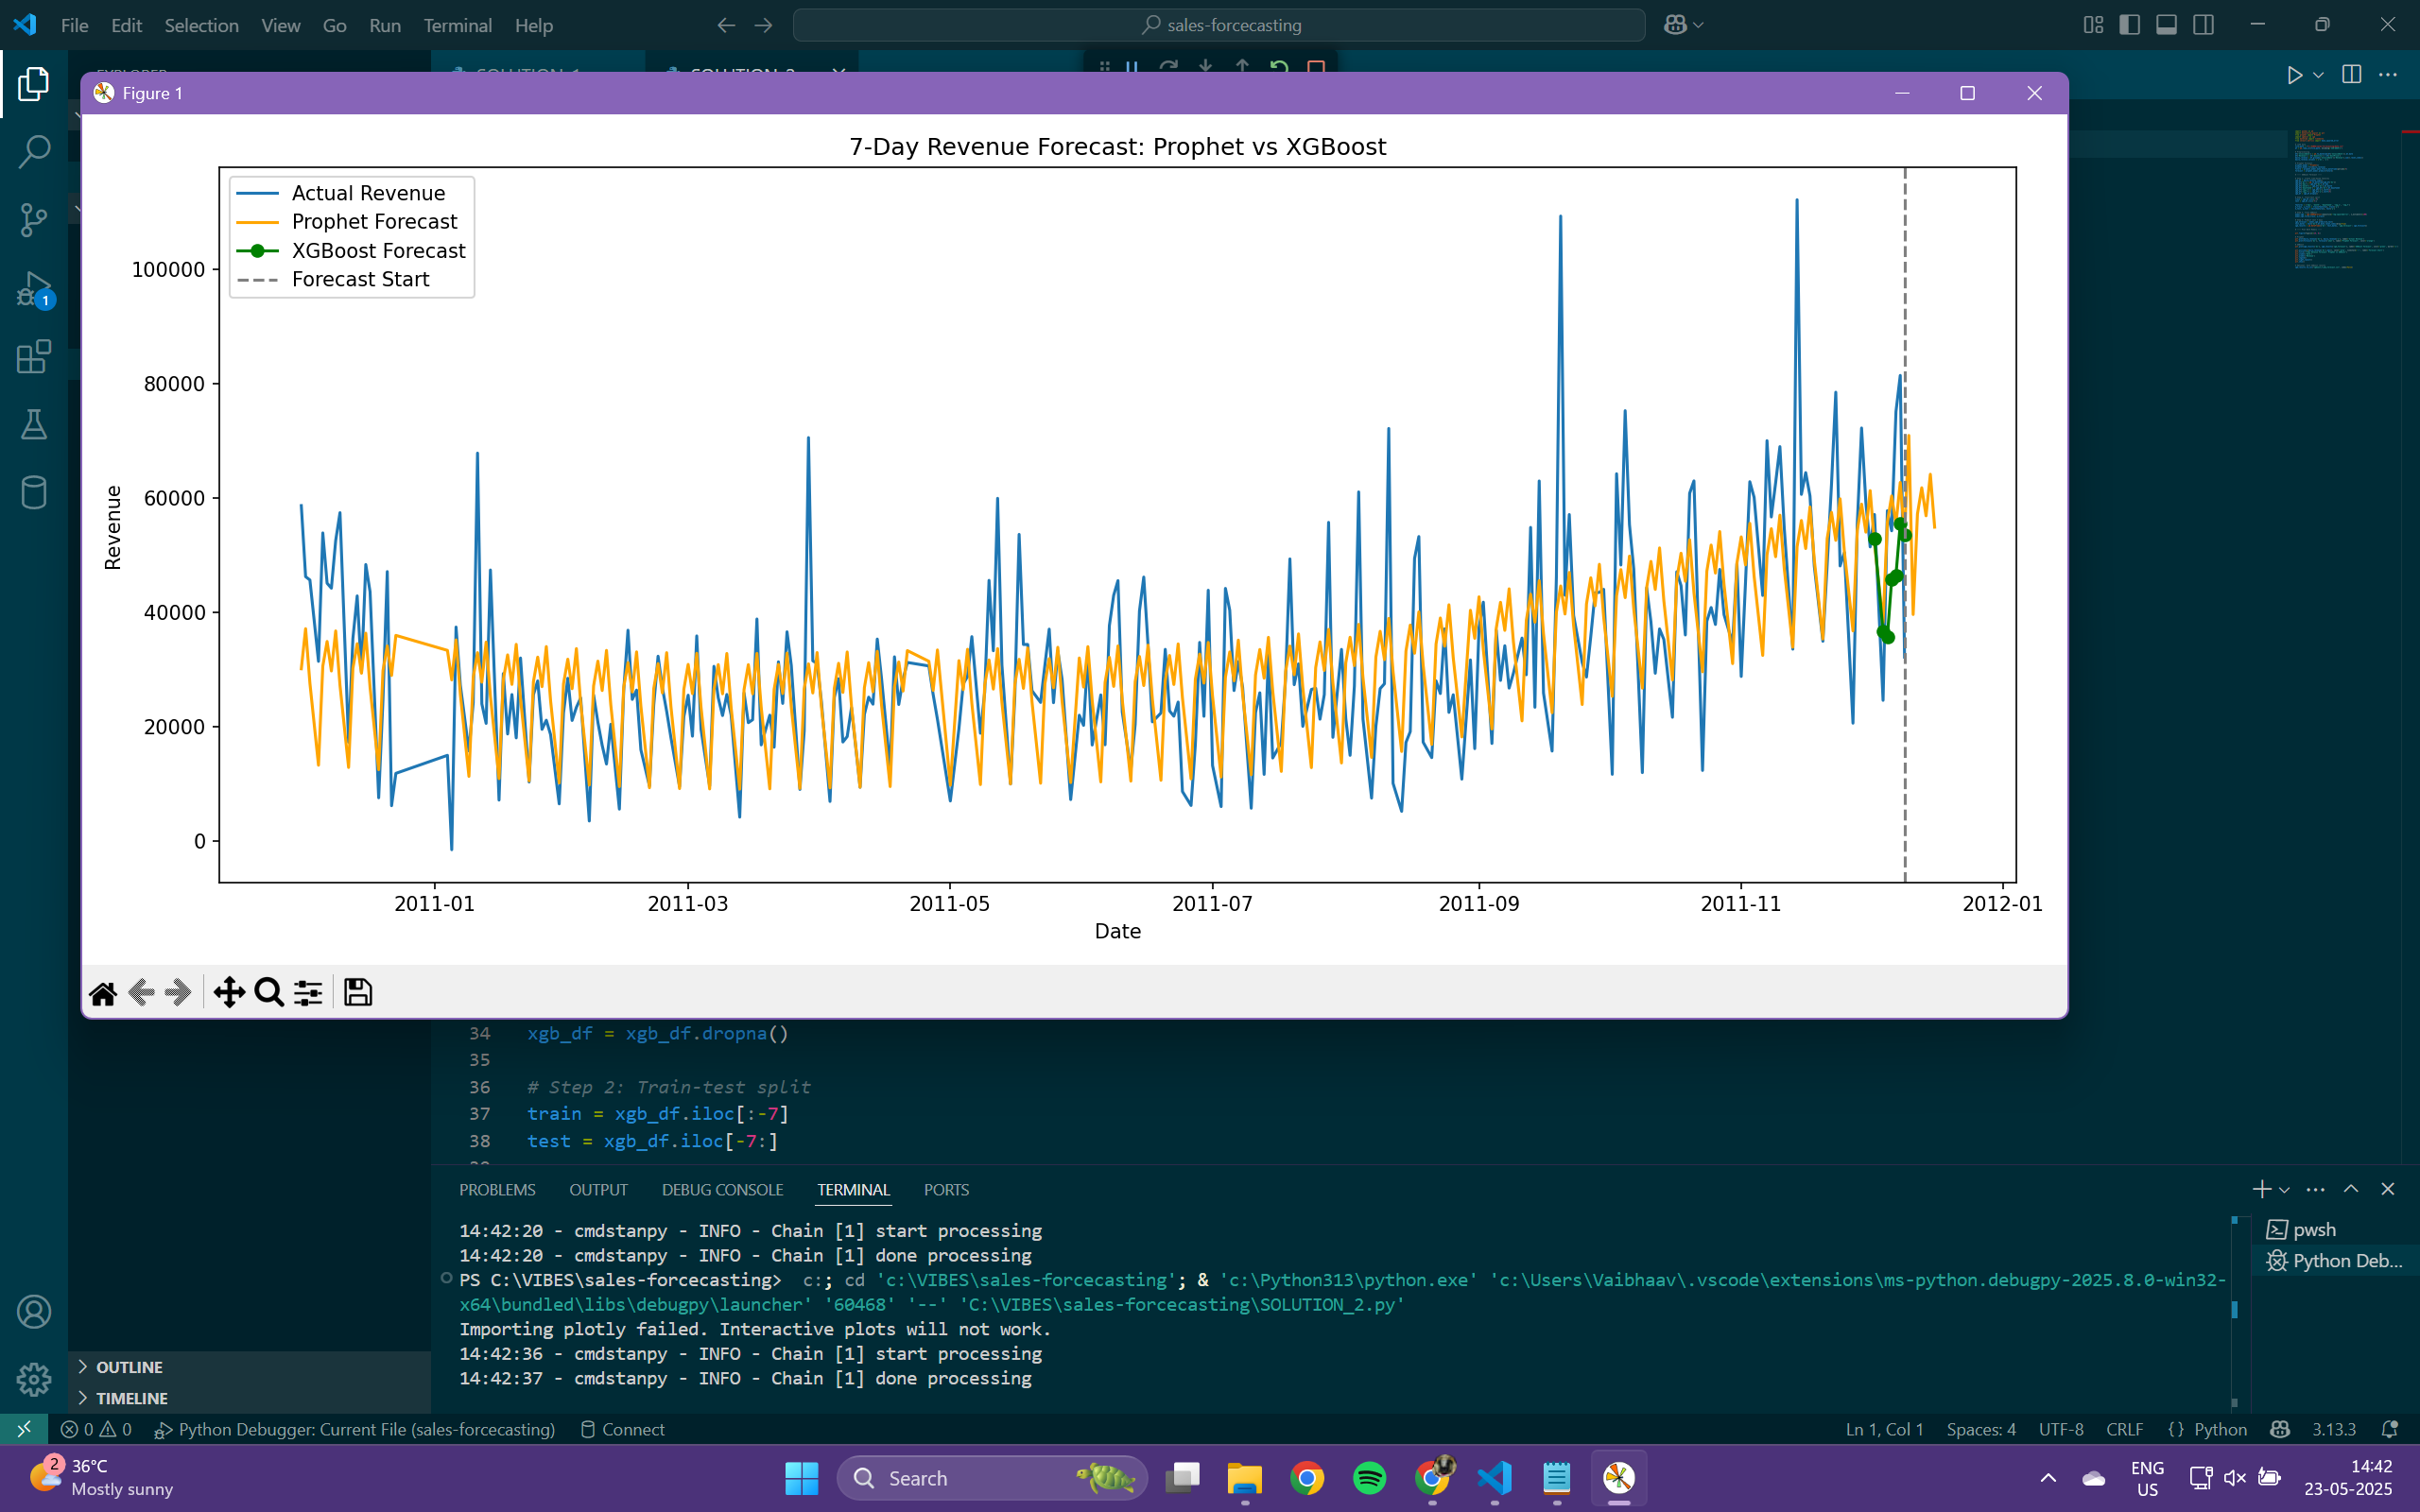 File Edit Selection View Go Run Terminal Help
sales-forcecasting
Figure 1
7-Day Revenue Forecast: Prophet vs XGBoost
Actual Revenue
Prophet Forecast
XGBoost Forecast
Forecast Start
Revenue
100000
80000
60000
40000
20000
0
2011-01 2011-03 2011-05 2011-07 2011-09 2011-11 2012-01
Date
1
34 xgb_df = xgb_df.dropna()
35
36 # Step 2: Train-test split
37 train = xgb_df.iloc[:-7]
38 test = xgb_df.iloc[-7:]
PROBLEMS OUTPUT DEBUG CONSOLE TERMINAL PORTS
14:42:20 - cmdstanpy - INFO - Chain [1] start processing
14:42:20 - cmdstanpy - INFO - Chain [1] done processing
PS C:\VIBES\sales-forcecasting>  c:; cd 'c:\VIBES\sales-forcecasting'; & 'c:\Python313\python.exe' 'c:\Users\Vaibhaav\.vscode\extensions\ms-python.debugpy-2025.8.0-win32-
x64\bundled\libs\debugpy\launcher' '60468' '--' 'C:\VIBES\sales-forcecasting\SOLUTION_2.py'
Importing plotly failed. Interactive plots will not work.
14:42:36 - cmdstanpy - INFO - Chain [1] start processing
14:42:37 - cmdstanpy - INFO - Chain [1] done processing
pwsh
Python Deb...
OUTLINE
TIMELINE
0 0 Python Debugger: Current File (sales-forcecasting) Connect
Ln 1, Col 1 Spaces: 4 UTF-8 CRLF {} Python 3.13.3
2
36°C
Mostly sunny
Search
ENG
US
14:42
23-05-2025